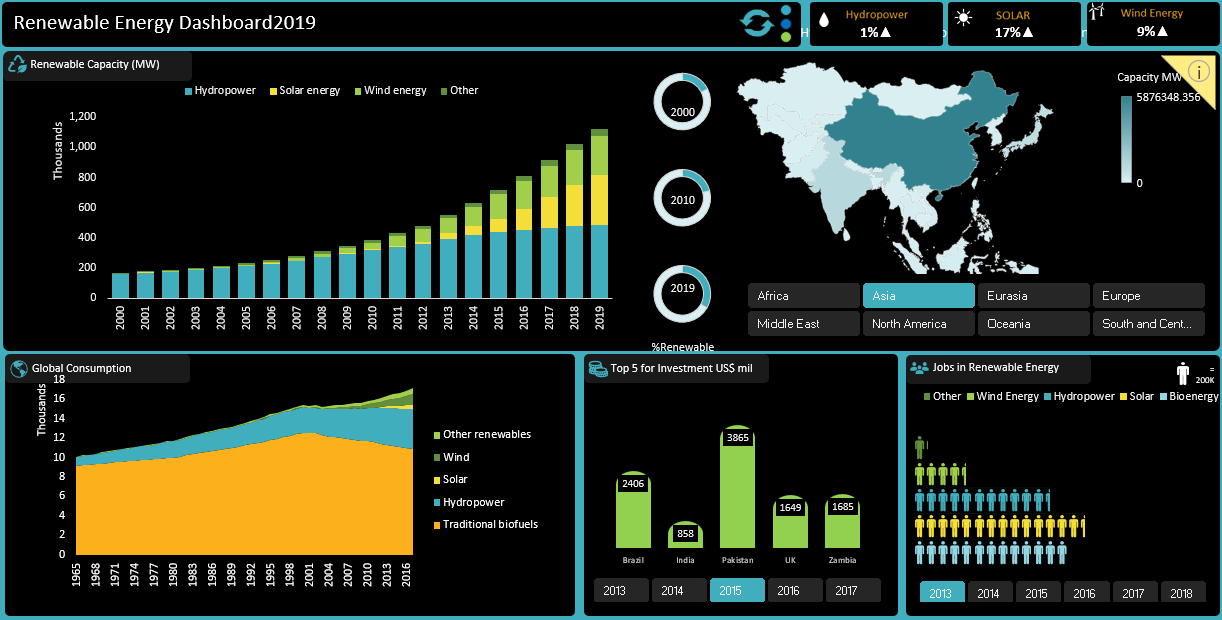 Renewable Energy Dashboard2019
Hydropower
1%▲
SOLAR
17%▲
Wind Energy
9%▲
Renewable Capacity (MW)
Hydropower Solar energy Wind energy Other
Thousands
1,200
1,000
800
600
400
200
0
2000 2001 2002 2003 2004 2005 2006 2007 2008 2009 2010 2011 2012 2013 2014 2015 2016 2017 2018 2019
2000
2010
2019
%Renewable
Capacity MW
5876348.356
0
i
Africa Asia Eurasia Europe
Middle East North America Oceania South and Cent...
Global Consumption
Thousands
18
16
14
12
10
8
6
4
2
0
1965 1968 1971 1974 1977 1980 1983 1986 1989 1992 1995 1998 2001 2004 2007 2010 2013 2016
Other renewables
Wind
Solar
Hydropower
Traditional biofuels
Top 5 for Investment US$ mil
2406
858
3865
1649
1685
Brazil India Pakistan UK Zambia
2013 2014 2015 2016 2017
Jobs in Renewable Energy
=
200K
Other Wind Energy Hydropower Solar Bioenergy
2013 2014 2015 2016 2017 2018